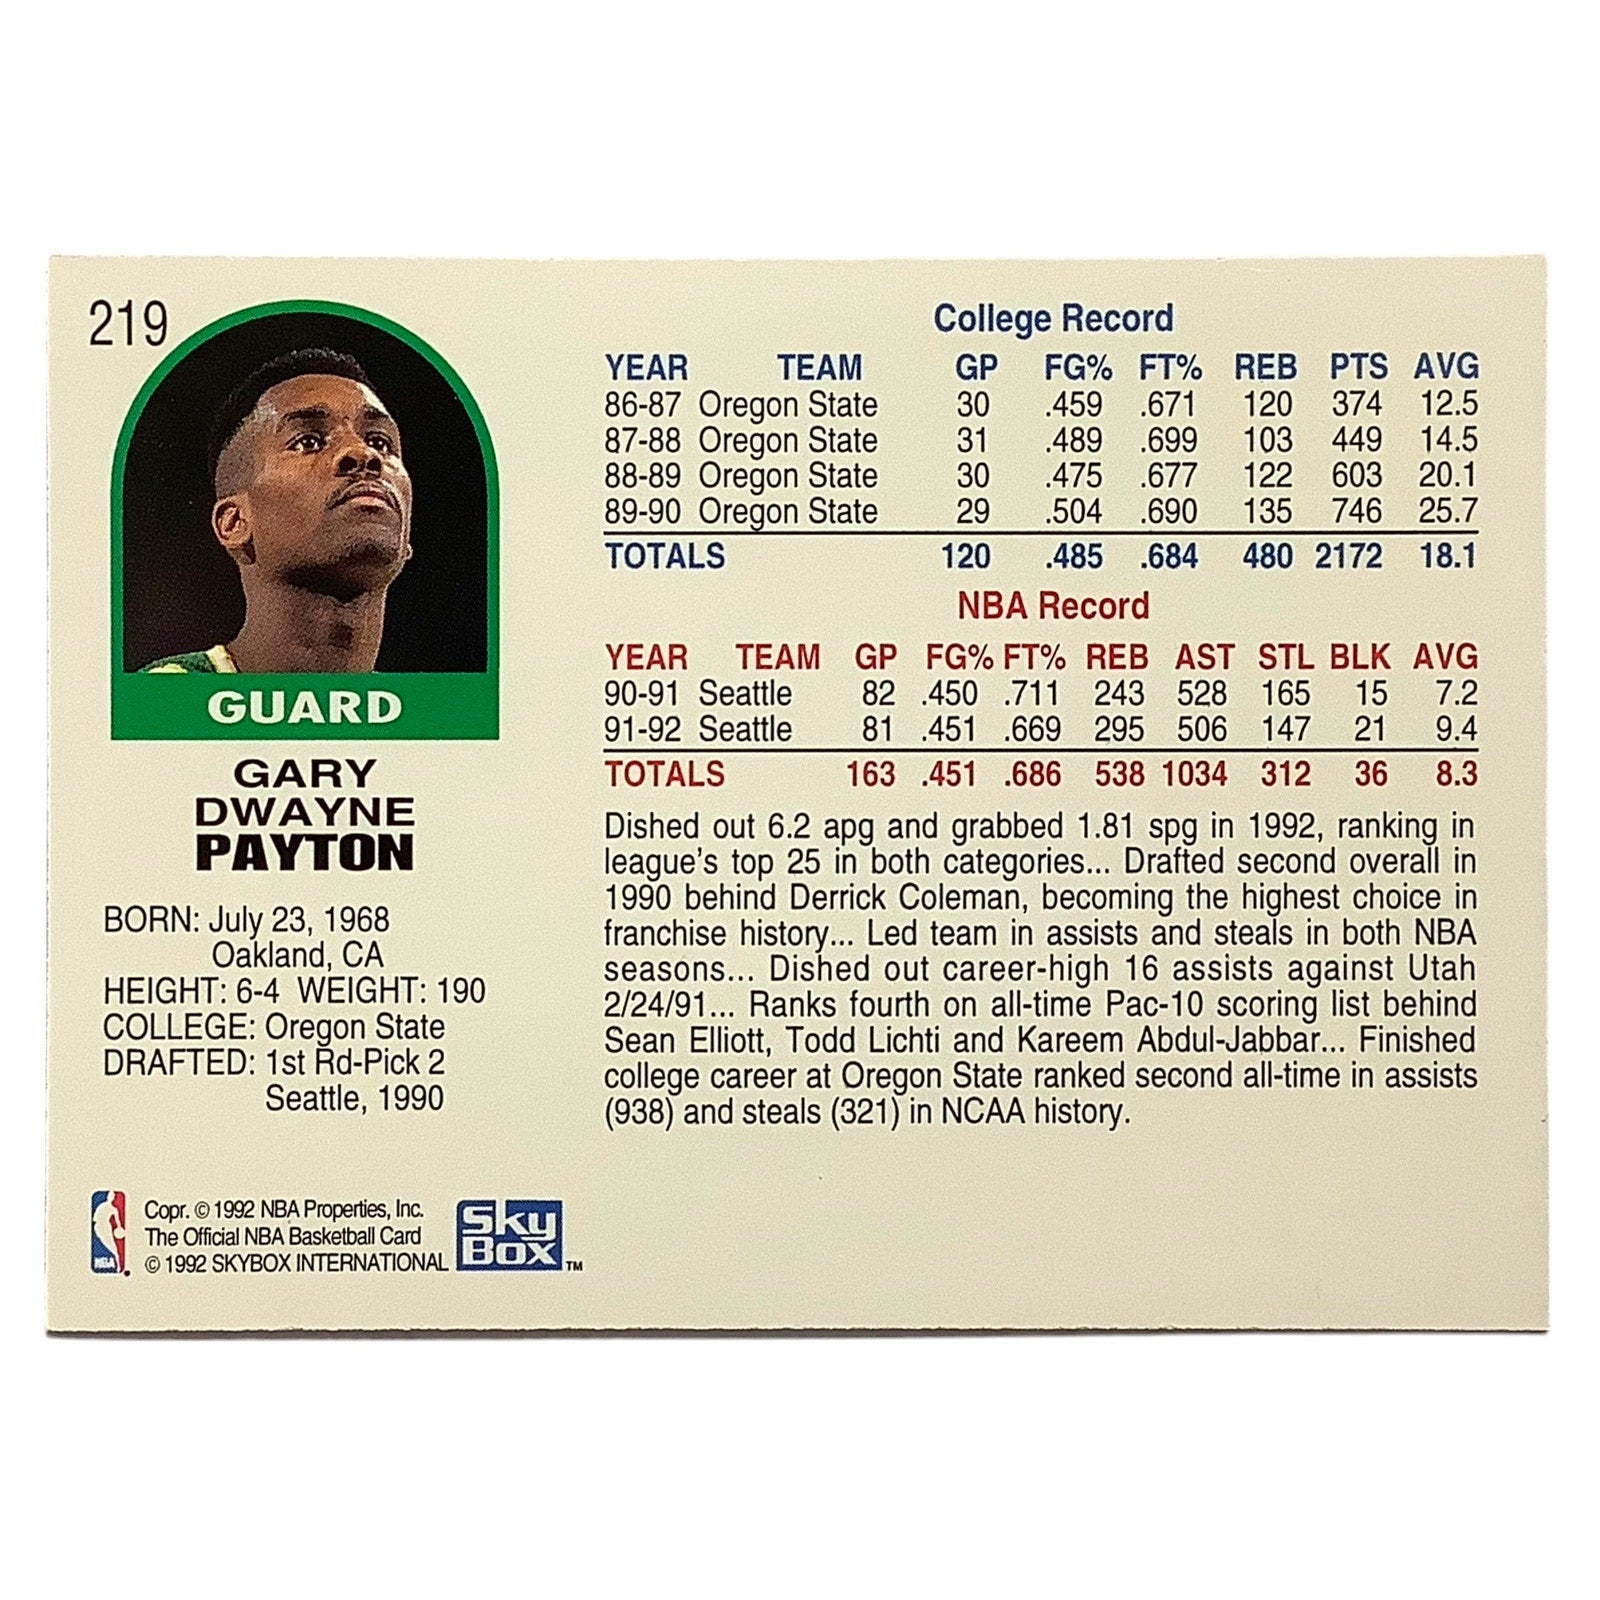 219
GUARD
GARY
DWAYNE
PAYTON
BORN: July 23, 1968
Oakland, CA
HEIGHT: 6-4 WEIGHT: 190
COLLEGE: Oregon State
DRAFTED: 1st Rd-Pick 2
Seattle, 1990
College Record
YEAR TEAM GP FG% FT% REB PTS AVG
86-87 Oregon State 30 .459 .671 120 374 12.5
87-88 Oregon State 31 .489 .699 103 449 14.5
88-89 Oregon State 30 .475 .677 122 603 20.1
89-90 Oregon State 29 .504 .690 135 746 25.7
TOTALS 120 .485 .684 480 2172 18.1
NBA Record
YEAR TEAM GP FG% FT% REB AST STL BLK AVG
90-91 Seattle 82 .450 .711 243 528 165 15 7.2
91-92 Seattle 81 .451 .669 295 506 147 21 9.4
TOTALS 163 .451 .686 538 1034 312 36 8.3
Dished out 6.2 apg and grabbed 1.81 spg in 1992, ranking in
league's top 25 in both categories... Drafted second overall in
1990 behind Derrick Coleman, becoming the highest choice in
franchise history... Led team in assists and steals in both NBA
seasons... Dished out career-high 16 assists against Utah
2/24/91... Ranks fourth on all-time Pac-10 scoring list behind
Sean Elliott, Todd Lichti and Kareem Abdul-Jabbar... Finished
college career at Oregon State ranked second all-time in assists
(938) and steals (321) in NCAA history.
NBA
Copr. © 1992 NBA Properties, Inc.
The Official NBA Basketball Card
© 1992 SKYBOX INTERNATIONAL
Sky
Box TM